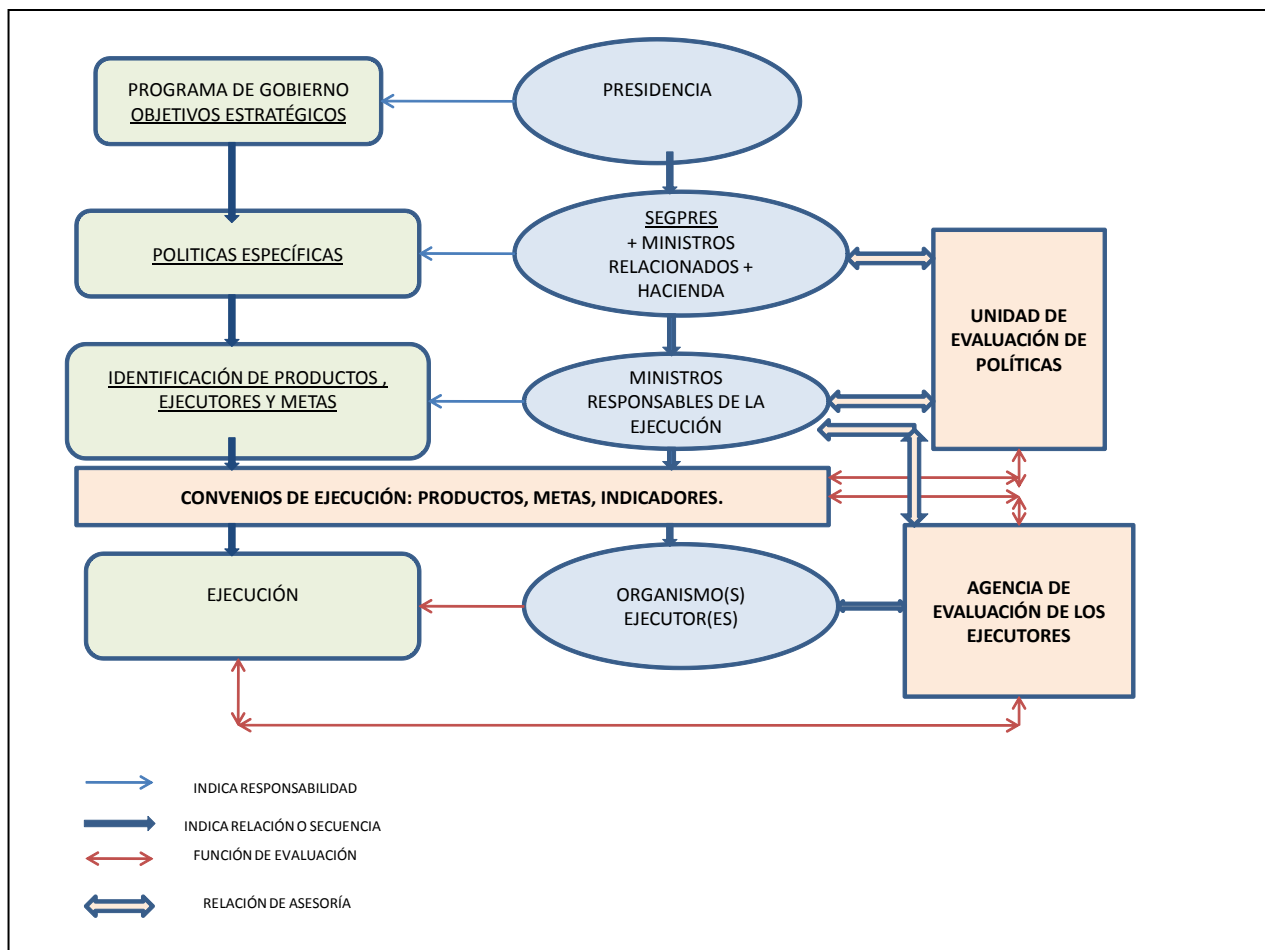 PROGRAMA DE GOBIERNO
OBJETIVOS ESTRATÉGICOS
PRESIDENCIA
POLITICAS ESPECÍFICAS
SEGPRES
+ MINISTROS
RELACIONADOS +
HACIENDA
UNIDAD DE
EVALUACIÓN DE
POLÍTICAS
IDENTIFICACIÓN DE PRODUCTOS ,
EJECUTORES Y METAS
MINISTROS
RESPONSABLES DE LA
EJECUCIÓN
CONVENIOS DE EJECUCIÓN: PRODUCTOS, METAS, INDICADORES.
EJECUCIÓN
ORGANISMO(S)
EJECUTOR(ES)
AGENCIA DE
EVALUACIÓN DE LOS
EJECUTORES
INDICA RESPONSABILIDAD
INDICA RELACIÓN O SECUENCIA
FUNCIÓN DE EVALUACIÓN
RELACIÓN DE ASESORÍA